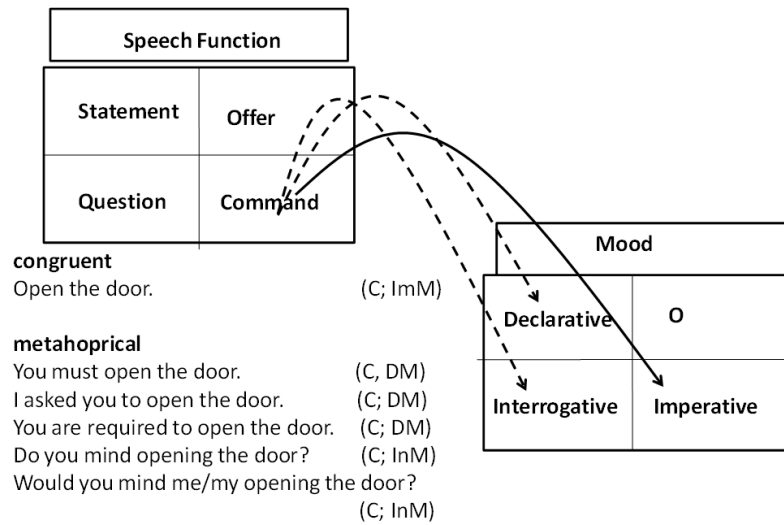 Speech Function
Statement Offer
Question Command
Mood
Declarative O
Interrogative Imperative
congruent
Open the door. (C; ImM)
metahoprical
You must open the door. (C, DM)
I asked you to open the door. (C; DM)
You are required to open the door. (C; DM)
Do you mind opening the door? (C; InM)
Would you mind me/my opening the door?
(C; InM)